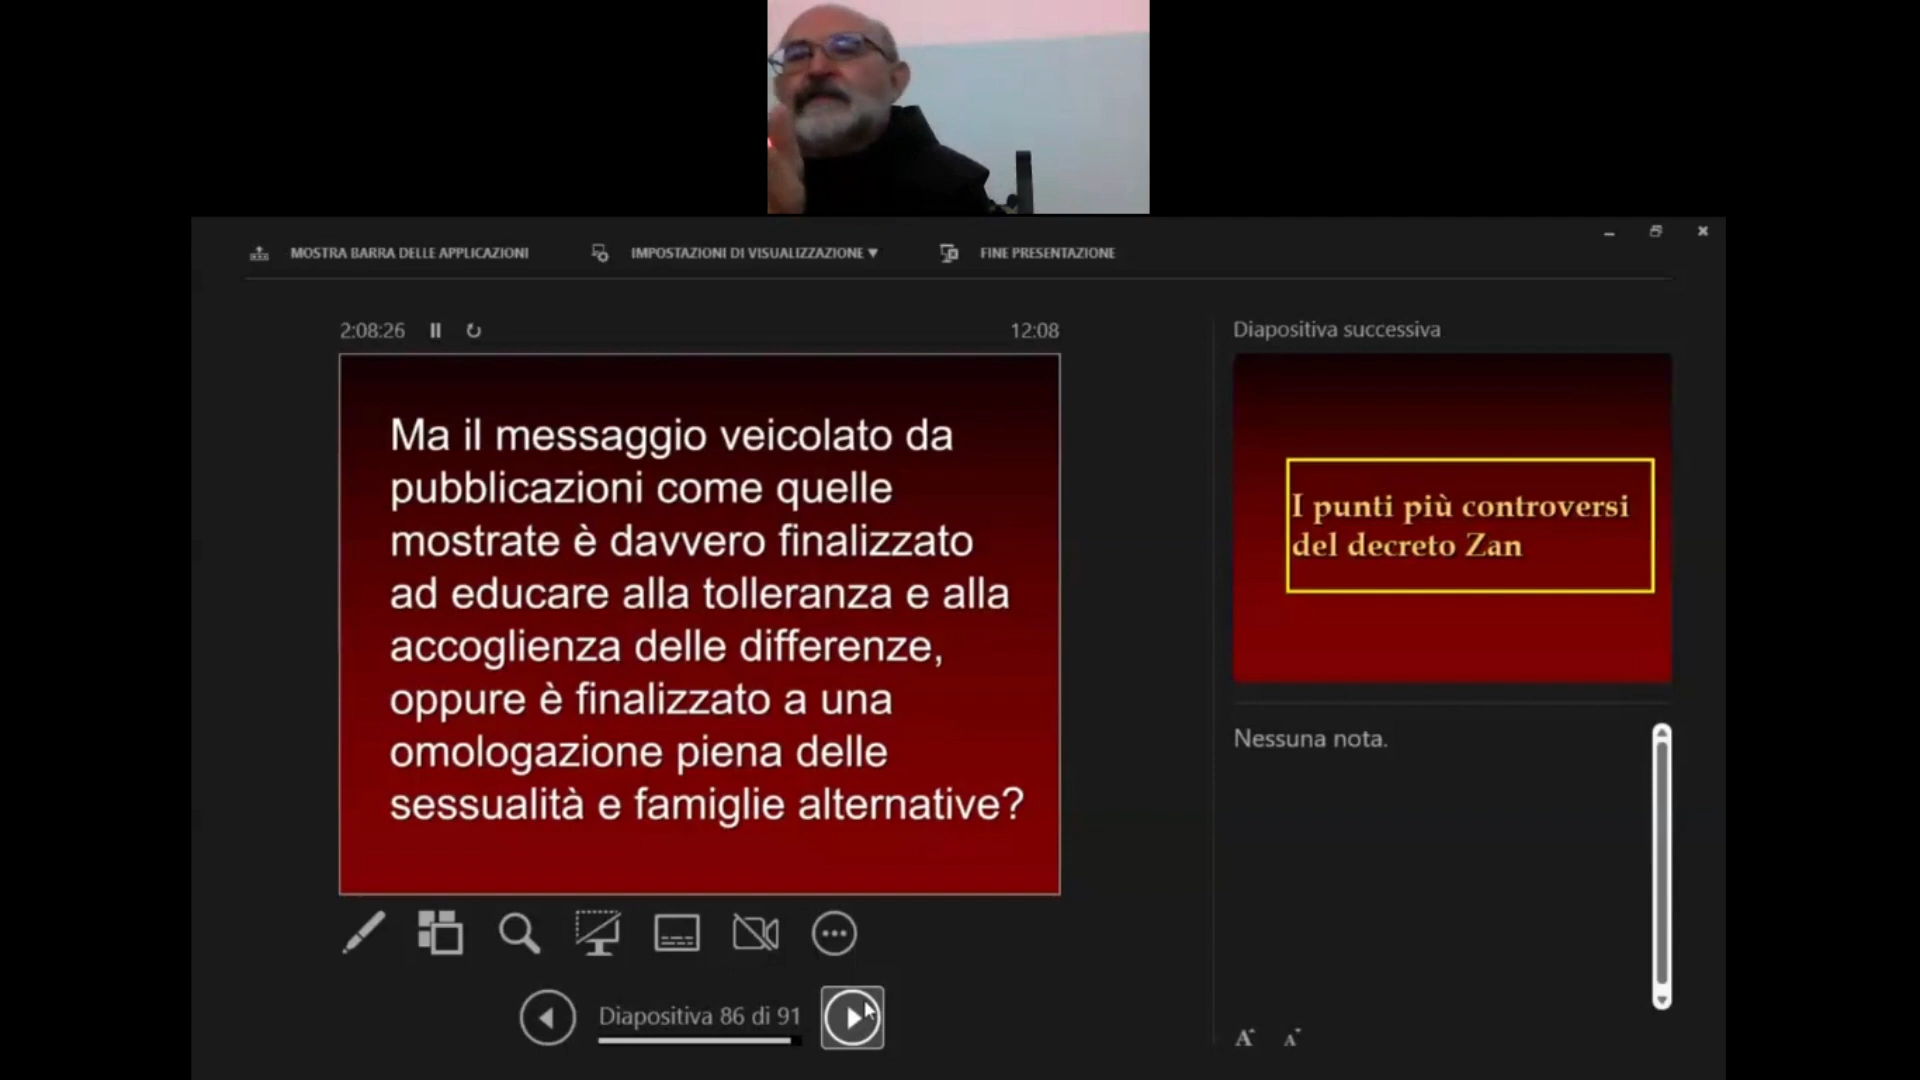 MOSTRA BARRA DELLE APPLICAZIONI
IMPOSTAZIONI DI VISUALIZZAZIONE ▼
FINE PRESENTAZIONE
2:08:26
12:08
Ma il messaggio veicolato da
pubblicazioni come quelle
mostrate è davvero finalizzato
ad educare alla tolleranza e alla
accoglienza delle differenze,
oppure è finalizzato a una
omologazione piena delle
sessualità e famiglie alternative?
Diapositiva 86 di 91
Diapositiva successiva
I punti più controversi
del decreto Zan
Nessuna nota.
A A